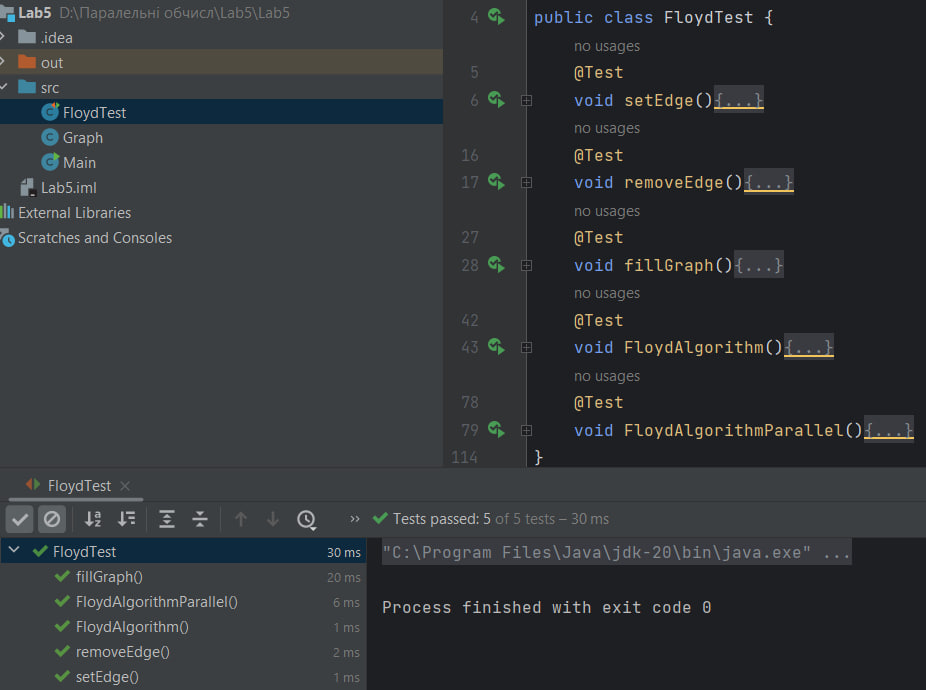 Lab5 D:\Паралельні обчисл\Lab5\Lab5
.idea
out
src
FloydTest
Graph
Main
Lab5.iml
External Libraries
Scratches and Consoles
4 public class FloydTest {
no usages
5 @Test
6 void setEdge(){...}
no usages
16 @Test
17 void removeEdge(){...}
no usages
27 @Test
28 void fillGraph(){...}
no usages
42 @Test
43 void FloydAlgorithm(){...}
no usages
78 @Test
79 void FloydAlgorithmParallel(){...}
114 }
FloydTest
Tests passed: 5 of 5 tests – 30 ms
FloydTest 30 ms
fillGraph() 20 ms
FloydAlgorithmParallel() 6 ms
FloydAlgorithm() 1 ms
removeEdge() 2 ms
setEdge() 1 ms
"C:\Program Files\Java\jdk-20\bin\java.exe" ...
Process finished with exit code 0